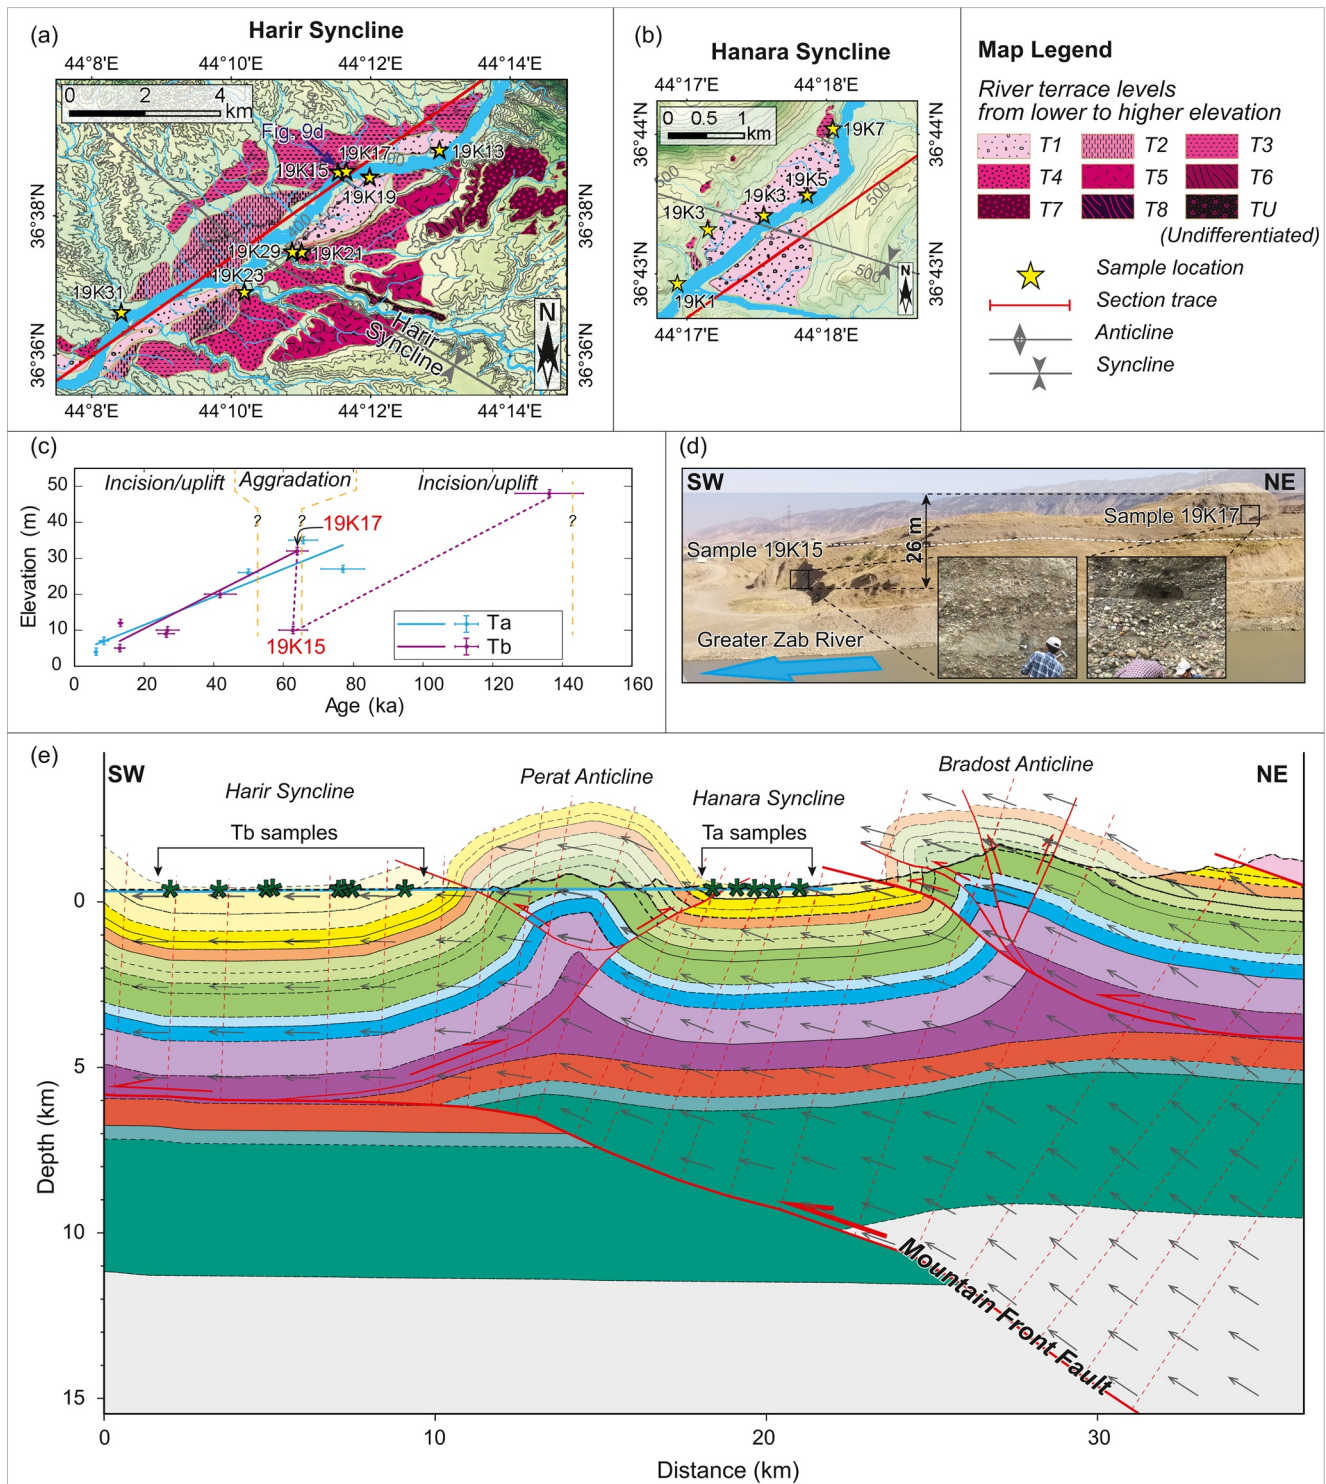 (a)
Harir Syncline
44°8'E
44°10'E
44°12'E
44°14'E
0
2
4
km
Fig. 9d
19K17
19K13
19K15
19K19
400
19K29
19K21
19K23
19K31
Harir
Syncline
N
36°38'N
36°36'N
36°38'N
36°36'N
44°8'E
44°10'E
44°12'E
44°14'E
(b)
Hanara Syncline
44°17'E
44°18'E
0
0.5
1
km
19K7
500
19K5
19K3
19K3
500
500
19K1
N
36°44'N
36°43'N
36°44'N
36°43'N
44°17'E
44°18'E
Map Legend
River terrace levels
from lower to higher elevation
T1
T2
T3
T4
T5
T6
T7
T8
TU
(Undifferentiated)
Sample location
Section trace
Anticline
Syncline
(c)
Incision/uplift
Aggradation
Incision/uplift
?
?
?
19K17
19K15
Ta
Tb
Elevation (m)
50
40
30
20
10
0
0
20
40
60
80
100
120
140
160
Age (ka)
(d)
SW
NE
26 m
Sample 19K17
Sample 19K15
Greater Zab River
(e)
SW
NE
Harir Syncline
Perat Anticline
Hanara Syncline
Bradost Anticline
Tb samples
Ta samples
0
5
10
15
Depth (km)
Mountain Front Fault
0
10
20
30
Distance (km)